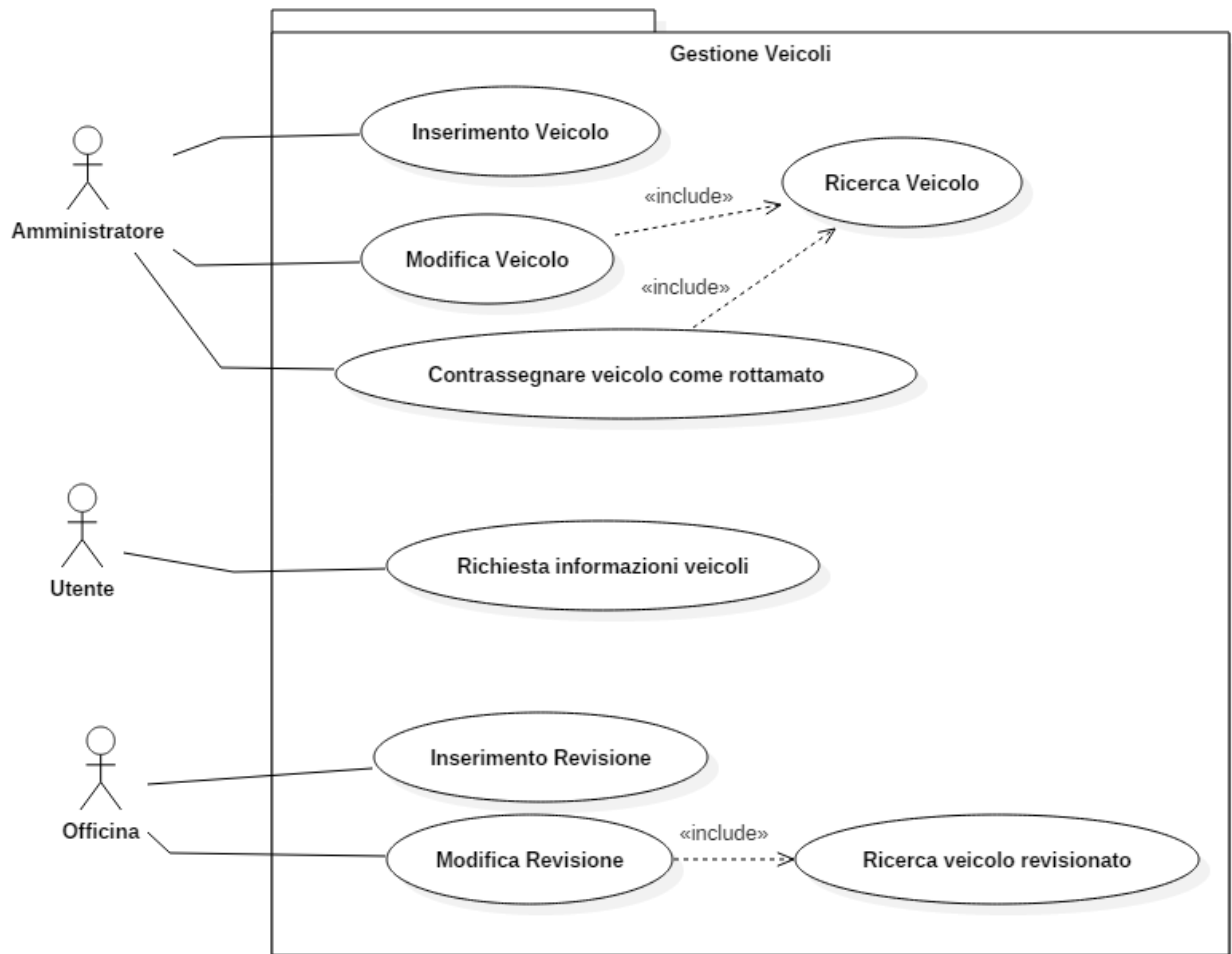 Gestione Veicoli
Inserimento Veicolo
Ricerca Veicolo
«include»
Amministratore
Modifica Veicolo
«include»
Contrassegnare veicolo come rottamato
Utente
Richiesta informazioni veicoli
Inserimento Revisione
Officina
«include»
Modifica Revisione
Ricerca veicolo revisionato